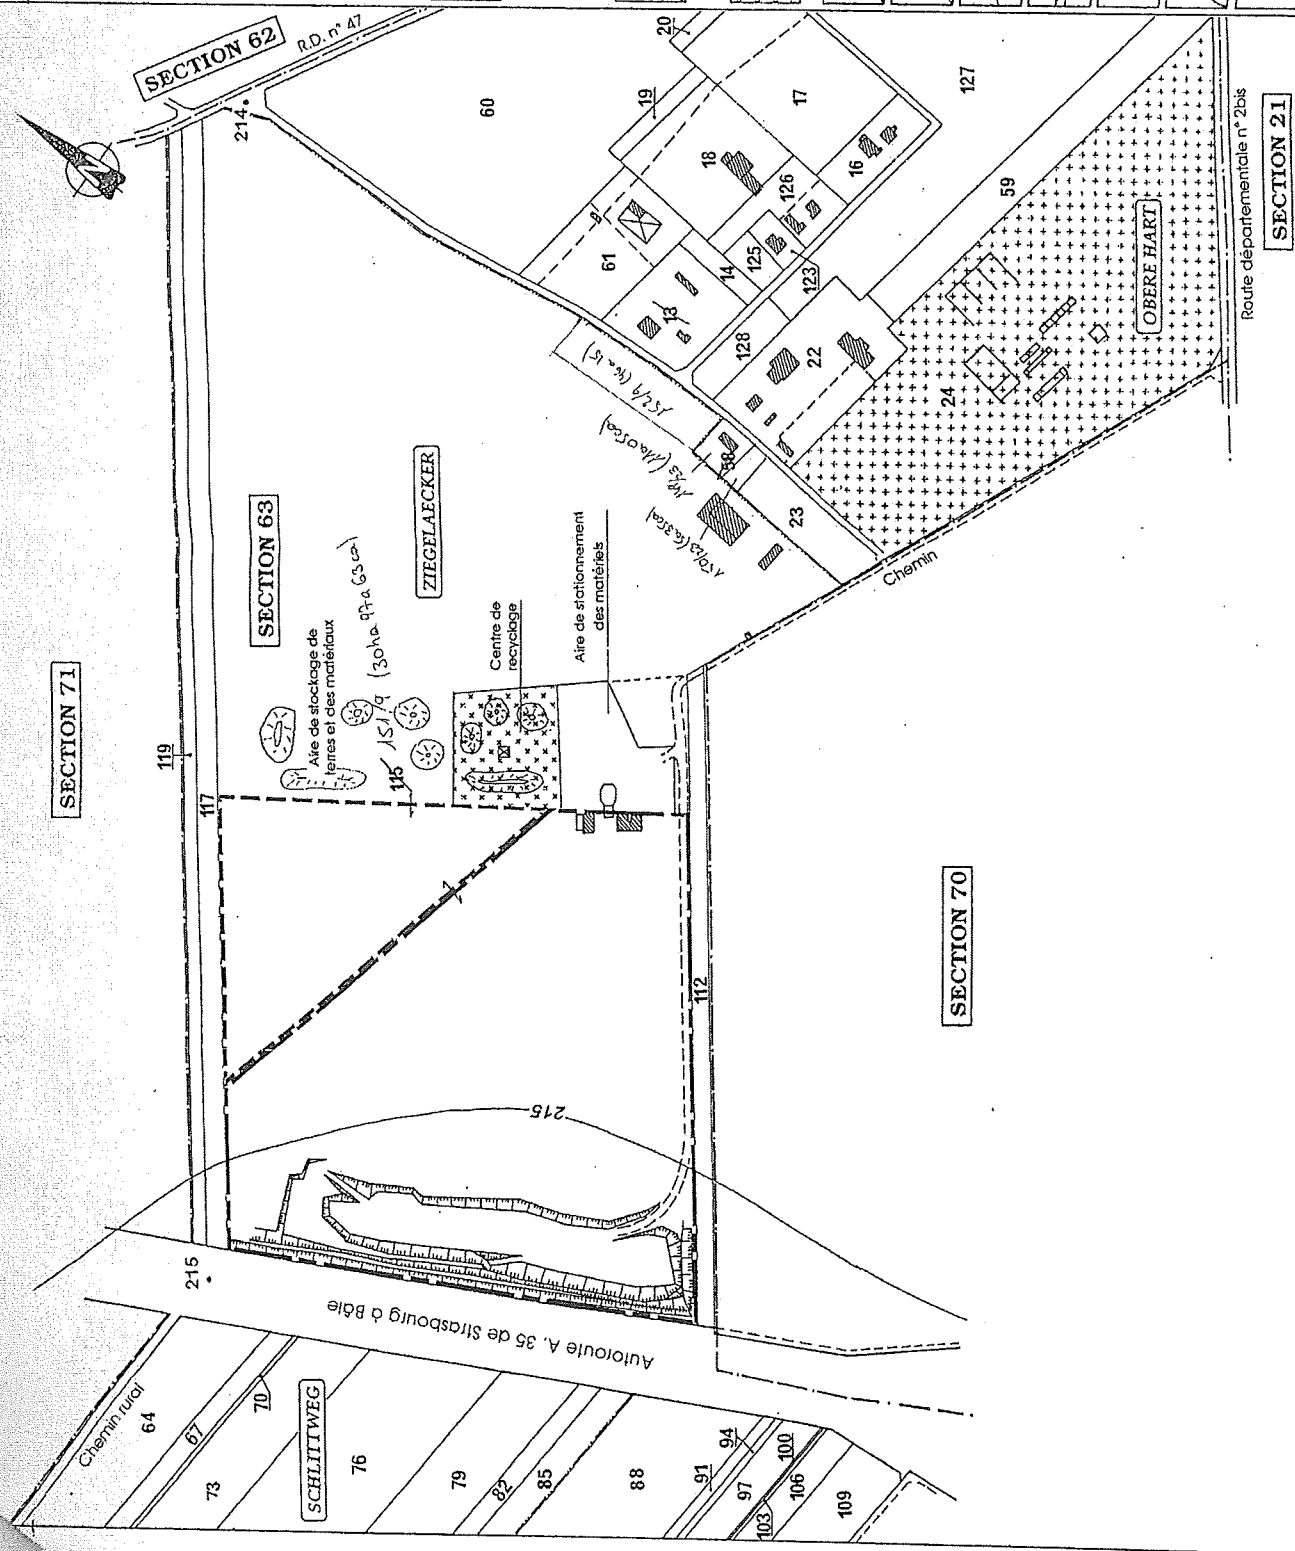 SECTION 62
R.D. n° 47
214
60
20
19
17
127
18
16
126
61
14
125
123
13
128
22
59
OBERE HART
24
Route départementale n° 2bis
SECTION 21
152/9
58
23
Chemin
SECTION 71
119
117
SECTION 63
ZIEGELAECKER
Aire de stockage de
terres et des matériaux
151/9 (30ha 97a 63ca)
115
Centre de
recyclage
Aire de stationnement
des matériels
112
SECTION 70
215
215
Autoroute A. 35 de Strasbourg à Bâle
Chemin rural
64
67
70
73
SCHLITTWEG
76
79
82
85
88
91
94
97
100
103
106
109